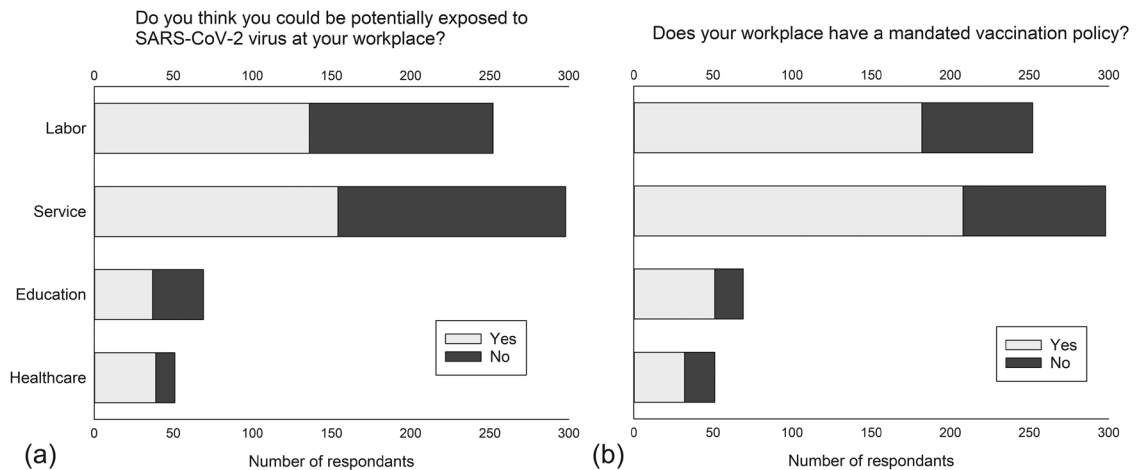 Do you think you could be potentially exposed to
SARS-CoV-2 virus at your workplace?
0 50 100 150 200 250 300
Labor
Service
Education
Healthcare
Yes
No
0 50 100 150 200 250 300
(a)
Number of respondants
Does your workplace have a mandated vaccination policy?
0 50 100 150 200 250 300
Yes
No
0 50 100 150 200 250 300
(b)
Number of respondants